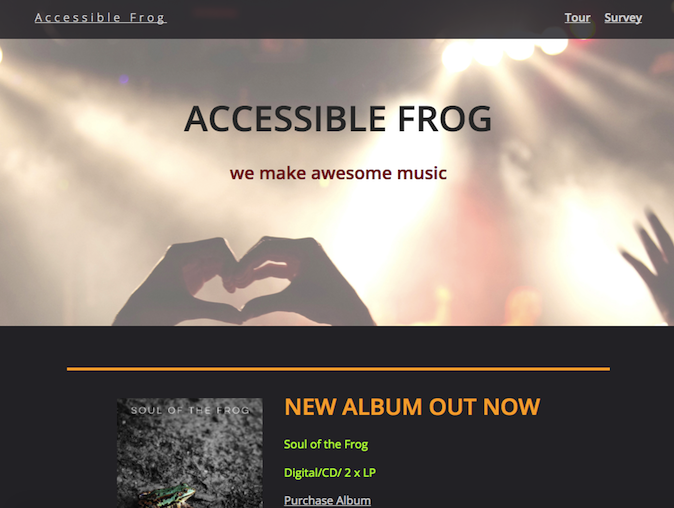 Accessible Frog
Tour Survey
ACCESSIBLE FROG
we make awesome music
SOUL OF THE FROG
NEW ALBUM OUT NOW
Soul of the Frog
Digital/CD/ 2 x LP
Purchase Album